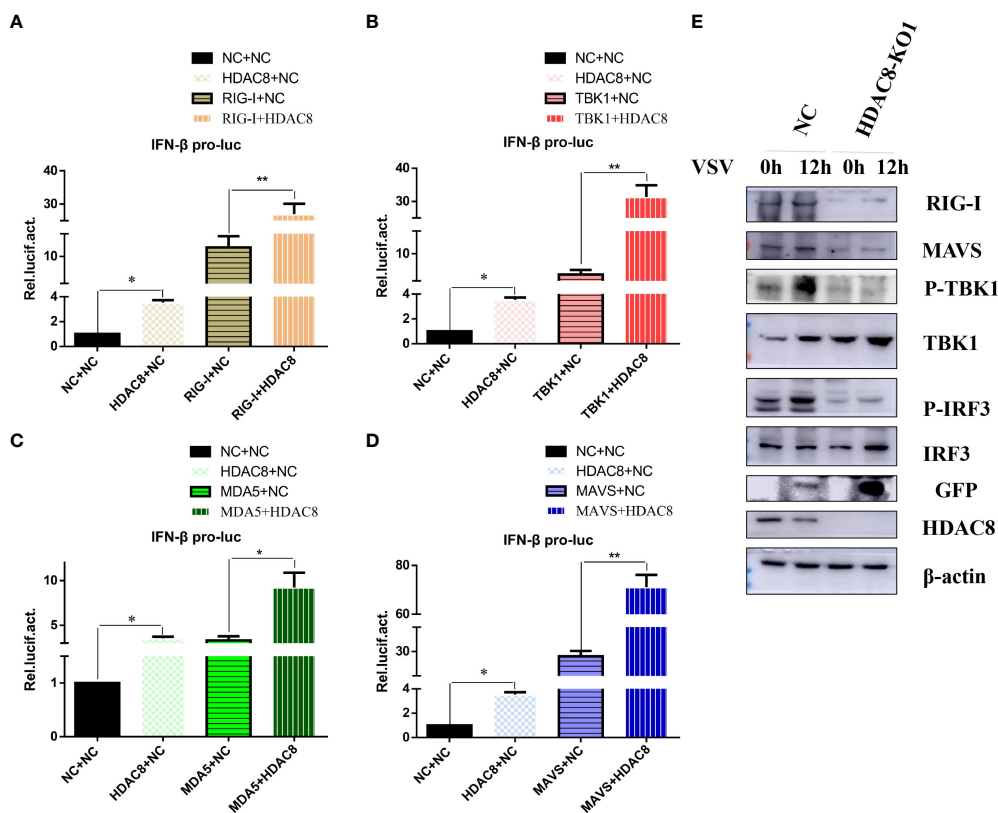 A
NC+NC
HDAC8+NC
RIG-I+NC
RIG-I+HDAC8
IFN-β pro-luc
Rel.lucif.act.
40
30
20
10
4
2
0
*
**
NC+NC
HDAC8+NC
RIG-I+NC
RIG-I+HDAC8
B
NC+NC
HDAC8+NC
TBK1+NC
TBK1+HDAC8
IFN-β pro-luc
Rel.lucif.act.
40
30
20
10
4
2
0
*
**
NC+NC
HDAC8+NC
TBK1+NC
TBK1+HDAC8
C
NC+NC
HDAC8+NC
MDA5+NC
MDA5+HDAC8
IFN-β pro-luc
Rel.lucif.act.
10
5
1
0
*
*
NC+NC
HDAC8+NC
MDA5+NC
MDA5+HDAC8
D
NC+NC
HDAC8+NC
MAVS+NC
MAVS+HDAC8
IFN-β pro-luc
Rel.lucif.act.
80
60
30
4
2
0
*
**
NC+NC
HDAC8+NC
MAVS+NC
MAVS+HDAC8
E
NC
HDAC8-KO1
VSV 0h 12h 0h 12h
RIG-I
MAVS
P-TBK1
TBK1
P-IRF3
IRF3
GFP
HDAC8
β-actin